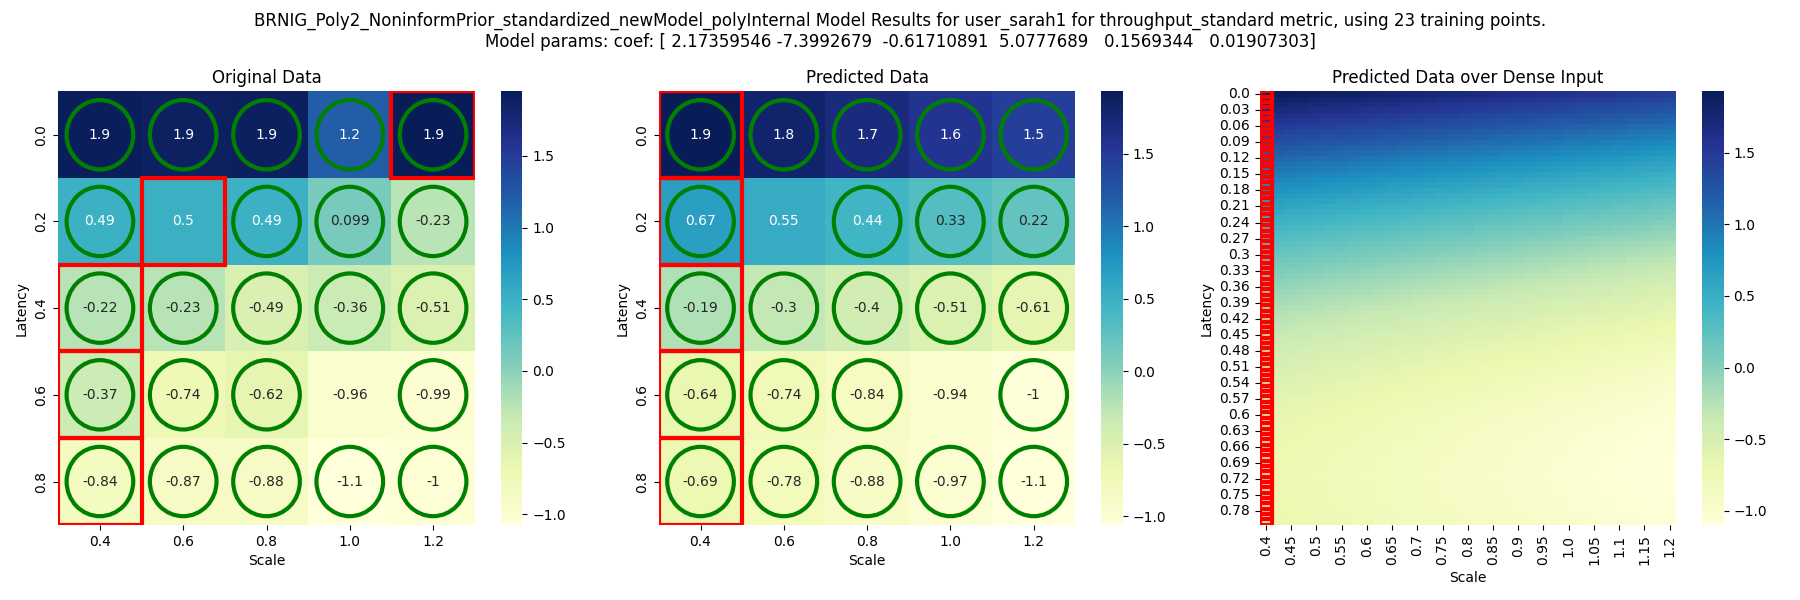 BRNIG_Poly2_NoninformPrior_standardized_newModel_polyInternal Model Results for user_sarah1 for throughput_standard metric, using 23 training points.
Model params: coef: [ 2.17359546 -7.3992679  -0.61710891  5.0777689   0.1569344   0.01907303]
Original Data
1.9 1.9 1.9 1.2 1.9
0.49 0.5 0.49 0.099 -0.23
-0.22 -0.23 -0.49 -0.36 -0.51
-0.37 -0.74 -0.62 -0.96 -0.99
-0.84 -0.87 -0.88 -1.1 -1
0.0
0.2
0.4
0.6
0.8
Latency
0.4 0.6 0.8 1.0 1.2
Scale
1.5
1.0
0.5
0.0
−0.5
−1.0
Predicted Data
1.9 1.8 1.7 1.6 1.5
0.67 0.55 0.44 0.33 0.22
-0.19 -0.3 -0.4 -0.51 -0.61
-0.64 -0.74 -0.84 -0.94 -1
-0.69 -0.78 -0.88 -0.97 -1.1
0.0
0.2
0.4
0.6
0.8
Latency
0.4 0.6 0.8 1.0 1.2
Scale
1.5
1.0
0.5
0.0
−0.5
−1.0
Predicted Data over Dense Input
0.0
0.03
0.06
0.09
0.12
0.15
0.18
0.21
0.24
0.27
0.3
0.33
0.36
0.39
0.42
0.45
0.48
0.51
0.54
0.57
0.6
0.63
0.66
0.69
0.72
0.75
0.78
Latency
0.4 0.45 0.5 0.55 0.6 0.65 0.7 0.75 0.8 0.85 0.9 0.95 1.0 1.05 1.1 1.15 1.2
Scale
1.5
1.0
0.5
0.0
−0.5
−1.0